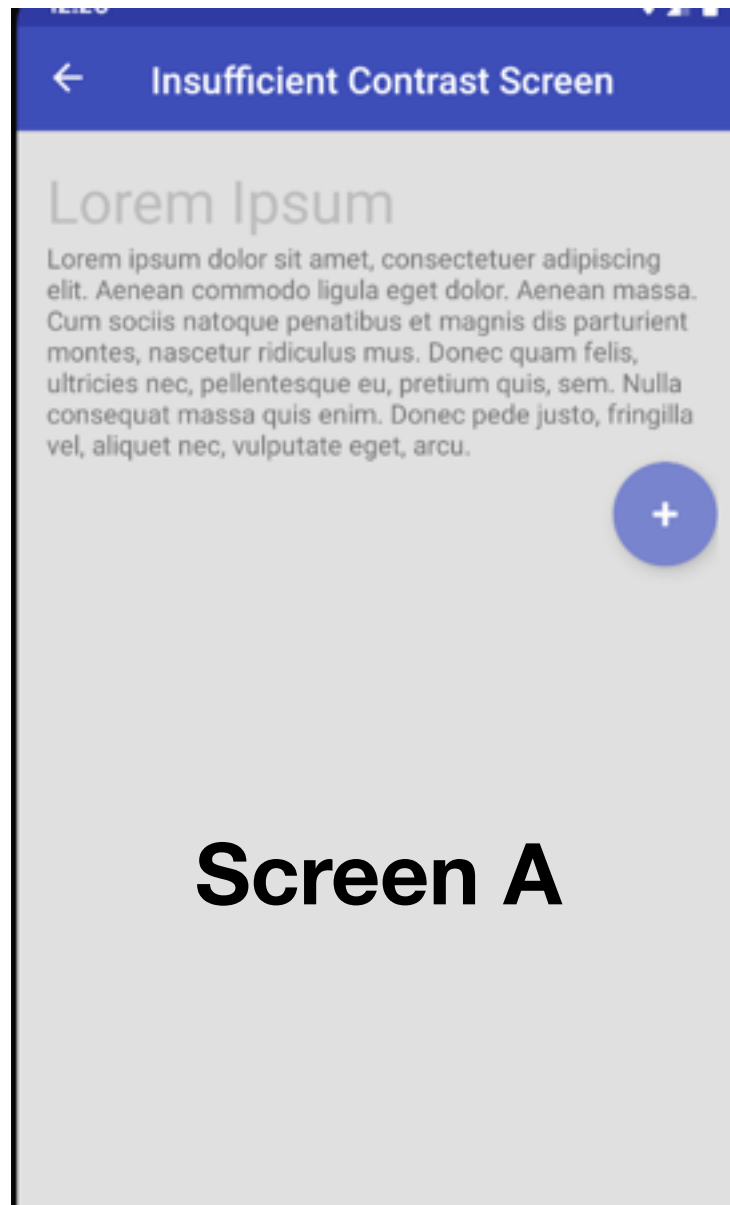 Insufficient Contrast Screen
Lorem Ipsum
Lorem ipsum dolor sit amet, consectetuer adipiscing
elit. Aenean commodo ligula eget dolor. Aenean massa.
Cum sociis natoque penatibus et magnis dis parturient
montes, nascetur ridiculus mus. Donec quam felis,
ultricies nec, pellentesque eu, pretium quis, sem. Nulla
consequat massa quis enim. Donec pede justo, fringilla
vel, aliquet nec, vulputate eget, arcu.
+
Screen A